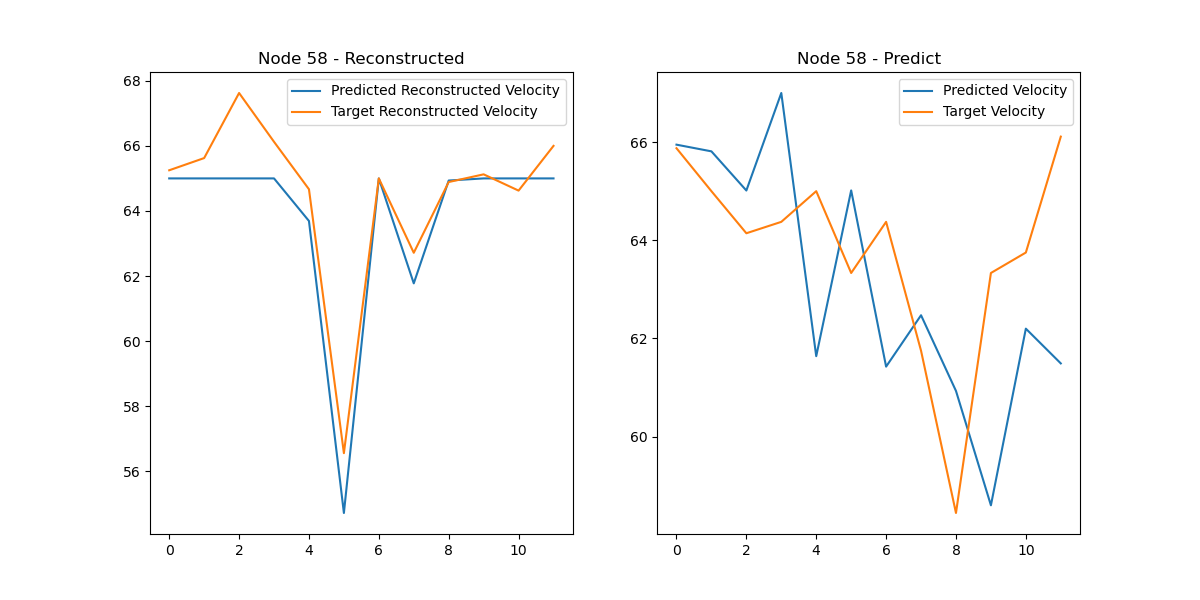 Node 58 - Reconstructed
Predicted Reconstructed Velocity
Target Reconstructed Velocity
68
66
64
62
60
58
56
0 2 4 6 8 10
Node 58 - Predict
Predicted Velocity
Target Velocity
66
64
62
60
0 2 4 6 8 10